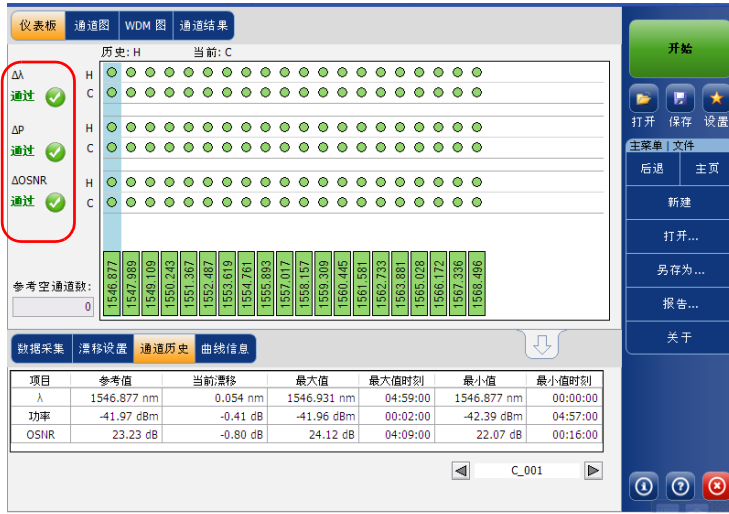 仪表板 通道图 WDM 图 通道结果
历史: H 当前: C
Δλ H
通过 C
ΔP H
通过 C
ΔOSNR H
通过 C
参考空通道数:
0
1546.877 1547.989 1549.109 1550.243 1551.367 1552.487 1553.619 1554.761 1555.893 1557.017 1558.157 1559.309 1560.445 1561.581 1562.733 1563.881 1565.028 1566.172 1567.336 1568.496
数据采集 漂移设置 通道历史 曲线信息
项目 参考值 当前漂移 最大值 最大值时刻 最小值 最小值时刻
λ 1546.877 nm 0.054 nm 1546.931 nm 04:59:00 1546.877 nm 00:00:00
功率 -41.97 dBm -0.41 dB -41.96 dBm 00:02:00 -42.39 dBm 04:57:00
OSNR 23.23 dB -0.80 dB 24.12 dB 04:09:00 22.07 dB 00:16:00
C_001
开始
打开 保存 设置
主菜单 | 文件
后退 主页
新建
打开...
另存为...
报告...
关于